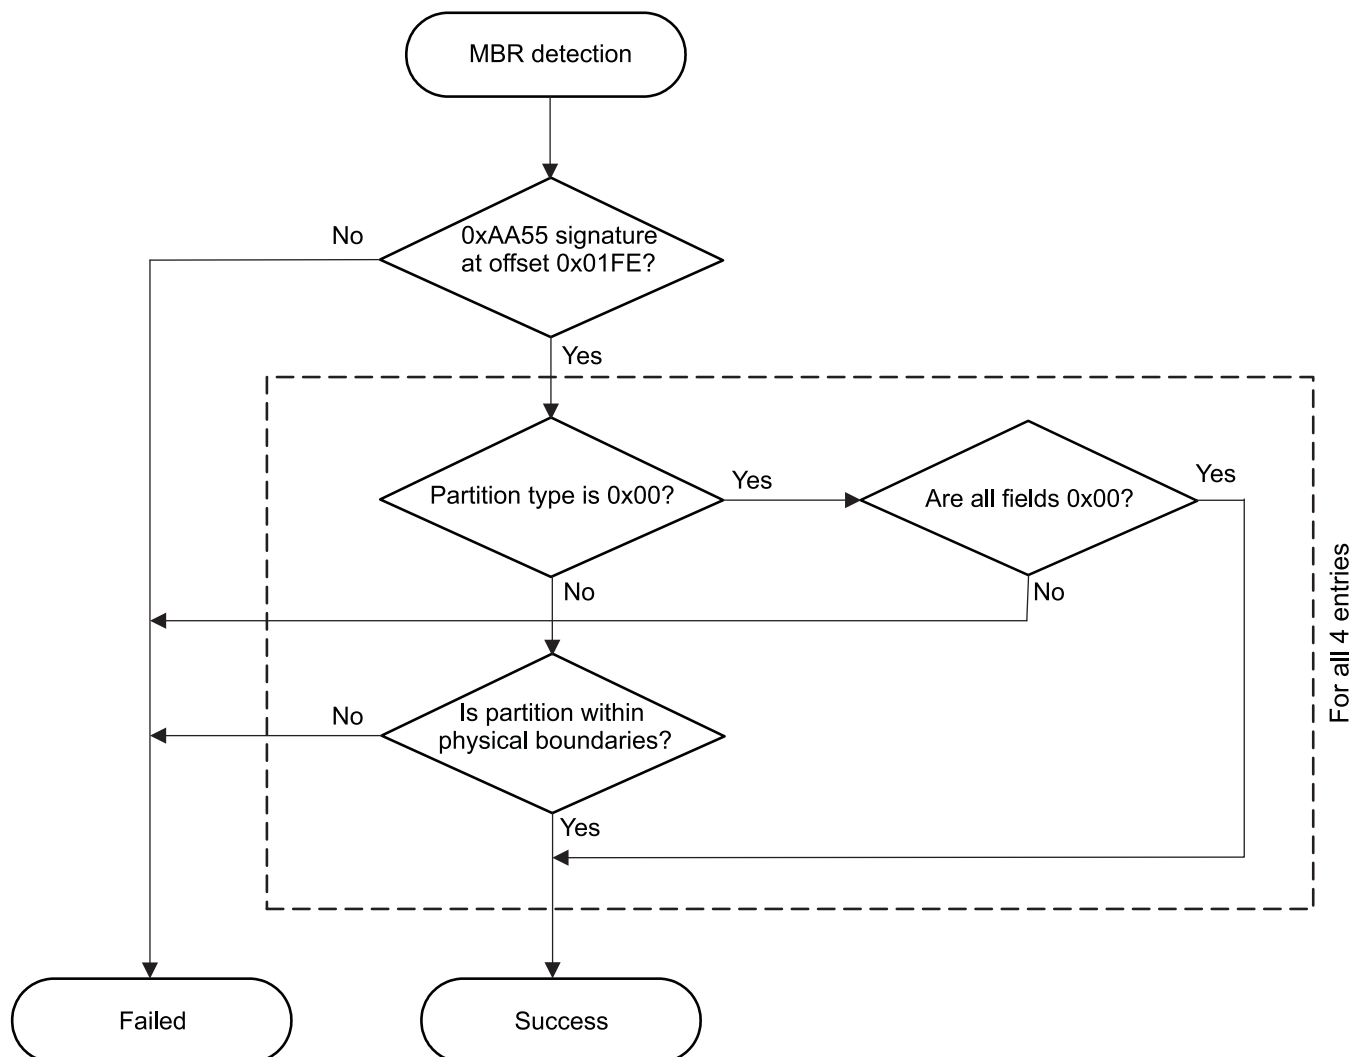 MBR detection
No
0xAA55 signature
at offset 0x01FE?
Yes
Partition type is 0x00?
Yes
Are all fields 0x00?
Yes
No
No
For all 4 entries
No
Is partition within
physical boundaries?
Yes
Failed
Success